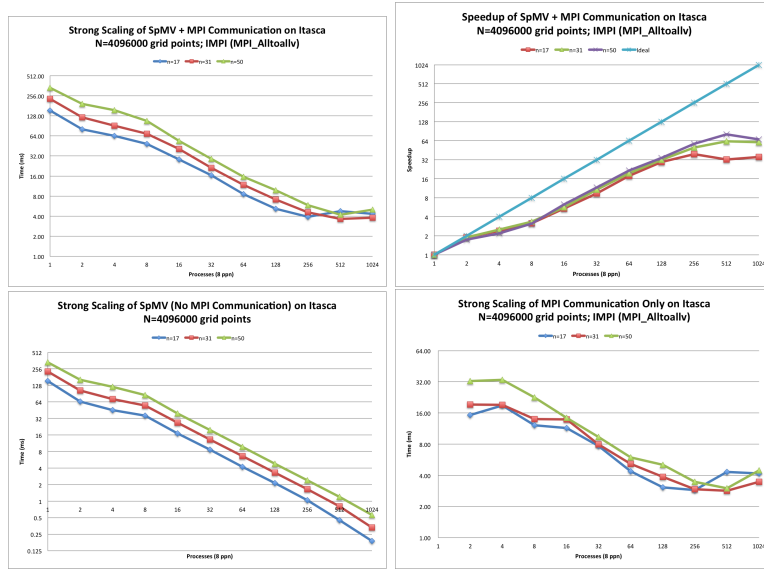 Strong Scaling of SpMV + MPI Communication on Itasca
N=4096000 grid points; IMPI (MPI_Alltoallv)
n=17 n=31 n=50
512.00
256.00
128.00
64.00
32.00
16.00
8.00
4.00
2.00
1.00
Time (ms)
1 2 4 8 16 32 64 128 256 512 1024
Processes (8 ppn)
Speedup of SpMV + MPI Communication on Itasca
N=4096000 grid points; IMPI (MPI_Alltoallv)
n=17 n=31 n=50 Ideal
1024
512
256
128
64
32
16
8
4
2
1
Speedup
1 2 4 8 16 32 64 128 256 512 1024
Processes (8 ppn)
Strong Scaling of SpMV (No MPI Communication) on Itasca
N=4096000 grid points
n=17 n=31 n=50
512
256
128
64
32
16
8
4
2
1
0.5
0.25
0.125
Time (ms)
1 2 4 8 16 32 64 128 256 512 1024
Processes (8 ppn)
Strong Scaling of MPI Communication Only on Itasca
N=4096000 grid points; IMPI (MPI_Alltoallv)
n=17 n=31 n=50
64.00
32.00
16.00
8.00
4.00
2.00
1.00
Time (ms)
1 2 4 8 16 32 64 128 256 512 1024
Processes (8 ppn)